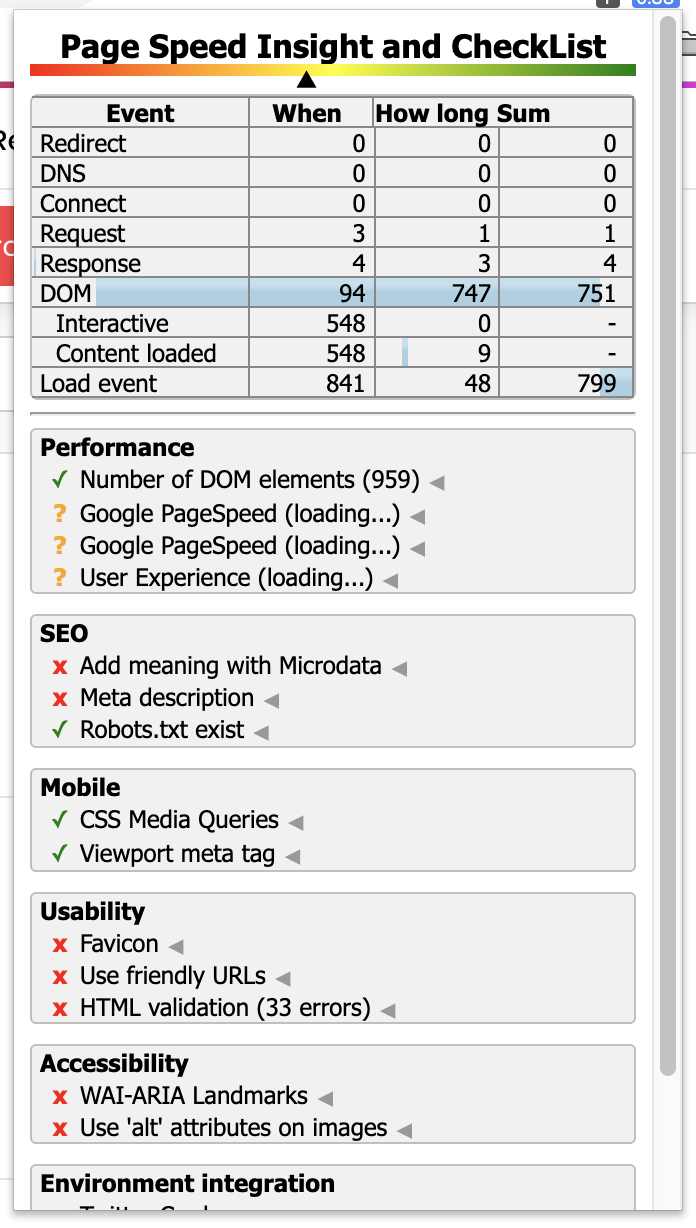 Page Speed Insight and CheckList
Event When How long Sum
Redirect 0 0 0
DNS 0 0 0
Connect 0 0 0
Request 3 1 1
Response 4 3 4
DOM 94 747 751
Interactive 548 0 -
Content loaded 548 9 -
Load event 841 48 799
Performance
✓ Number of DOM elements (959) ◀
? Google PageSpeed (loading...) ◀
? Google PageSpeed (loading...) ◀
? User Experience (loading...) ◀
SEO
x Add meaning with Microdata ◀
x Meta description ◀
✓ Robots.txt exist ◀
Mobile
✓ CSS Media Queries ◀
✓ Viewport meta tag ◀
Usability
x Favicon ◀
x Use friendly URLs ◀
x HTML validation (33 errors) ◀
Accessibility
x WAI-ARIA Landmarks ◀
x Use 'alt' attributes on images ◀
Environment integration